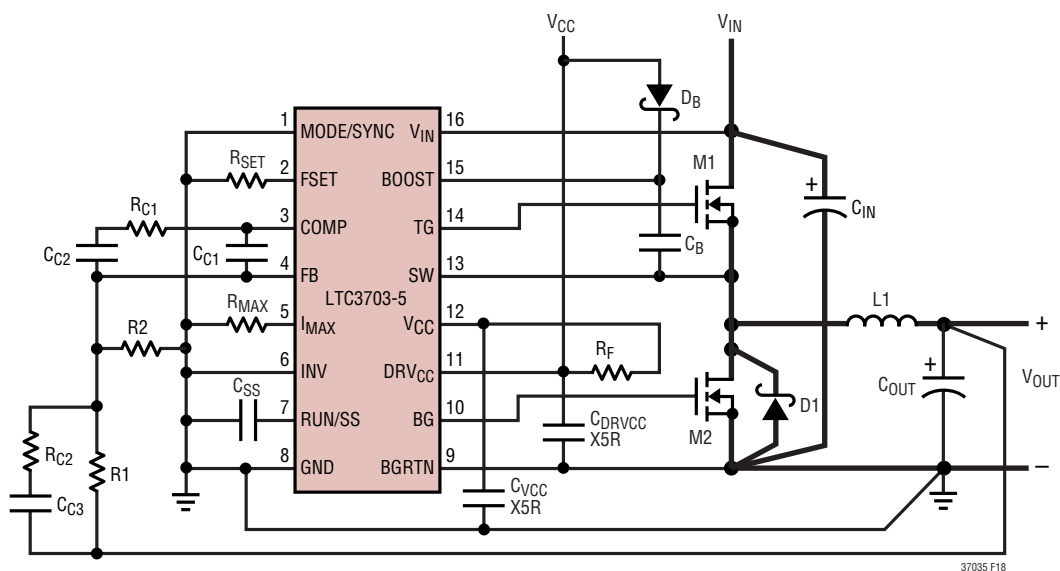 VCC
VIN
DB
1 MODE/SYNC VIN 16
RSET
2 FSET BOOST 15
M1
RC1
3 COMP TG 14
+
CIN
CC2
CC1
CB
4 FB SW 13
LTC3703-5
L1
RMAX
5 IMAX VCC 12
+
R2
RF
6 INV DRVCC 11
+
COUT
VOUT
CSS
D1
7 RUN/SS BG 10
M2
CDRVCC
X5R
RC2
R1
8 GND BGRTN 9
–
CVCC
X5R
CC3
37035 F18